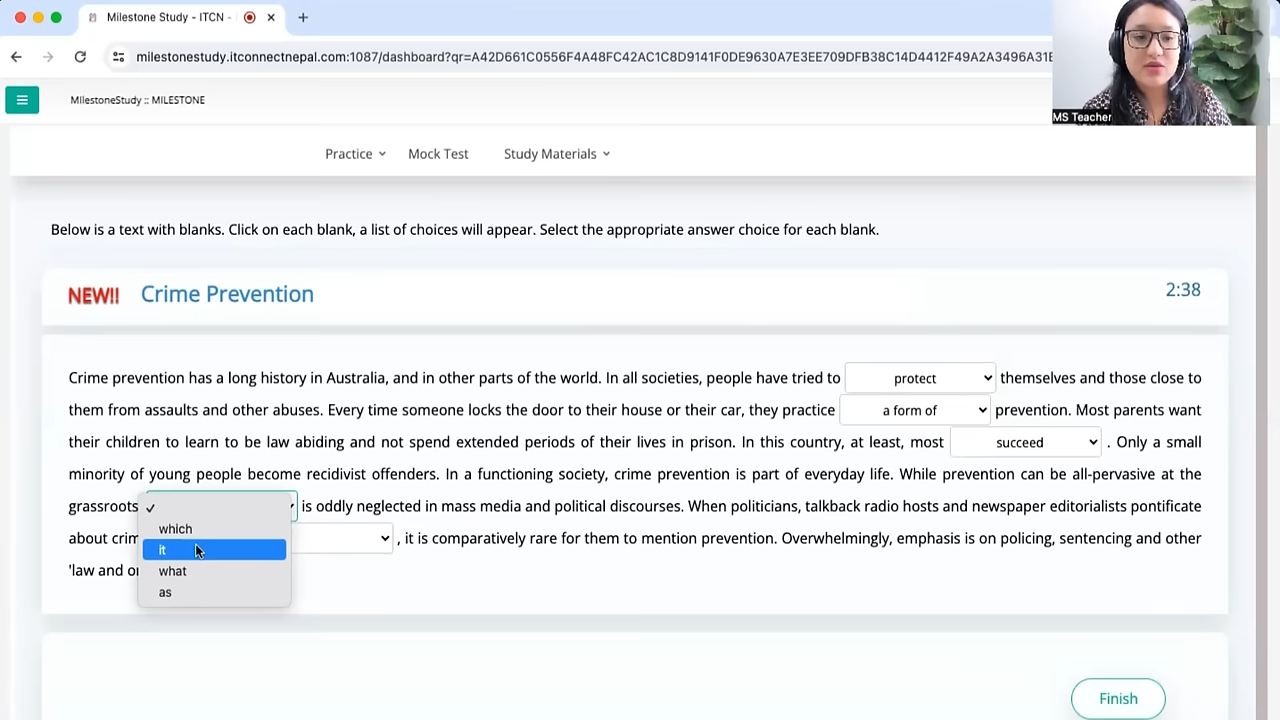 Milestone Study - ITCN -
milestonestudy.itconnectnepal.com:1087/dashboard?qr=A42D661C0556F4A48FC42AC1C8D9141F0DE9630A7E3EE709DFB38C14D4412F49A2A3496A31E
MilestoneStudy :: MILESTONE
MS Teacher
Practice Mock Test Study Materials
Below is a text with blanks. Click on each blank, a list of choices will appear. Select the appropriate answer choice for each blank.
NEW!! Crime Prevention 2:38
Crime prevention has a long history in Australia, and in other parts of the world. In all societies, people have tried to protect themselves and those close to
them from assaults and other abuses. Every time someone locks the door to their house or their car, they practice a form of prevention. Most parents want
their children to learn to be law abiding and not spend extended periods of their lives in prison. In this country, at least, most succeed . Only a small
minority of young people become recidivist offenders. In a functioning society, crime prevention is part of everyday life. While prevention can be all-pervasive at the
grassroots is oddly neglected in mass media and political discourses. When politicians, talkback radio hosts and newspaper editorialists pontificate
about crim , it is comparatively rare for them to mention prevention. Overwhelmingly, emphasis is on policing, sentencing and other
'law and or
which
it
what
as
Finish